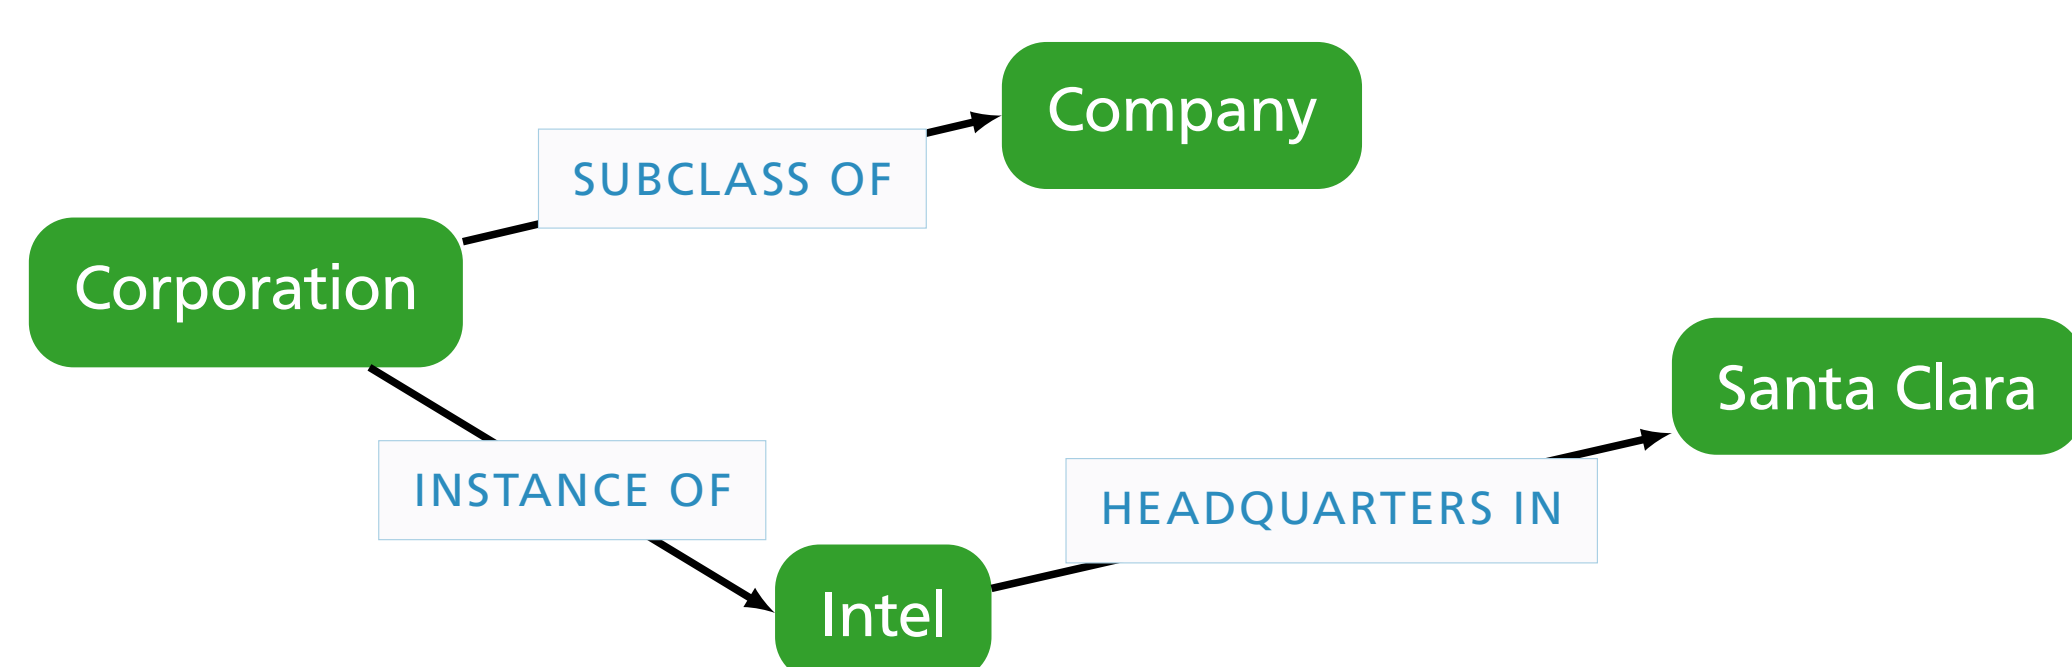 Company
SUBCLASS OF
Corporation
Santa Clara
INSTANCE OF
HEADQUARTERS IN
Intel